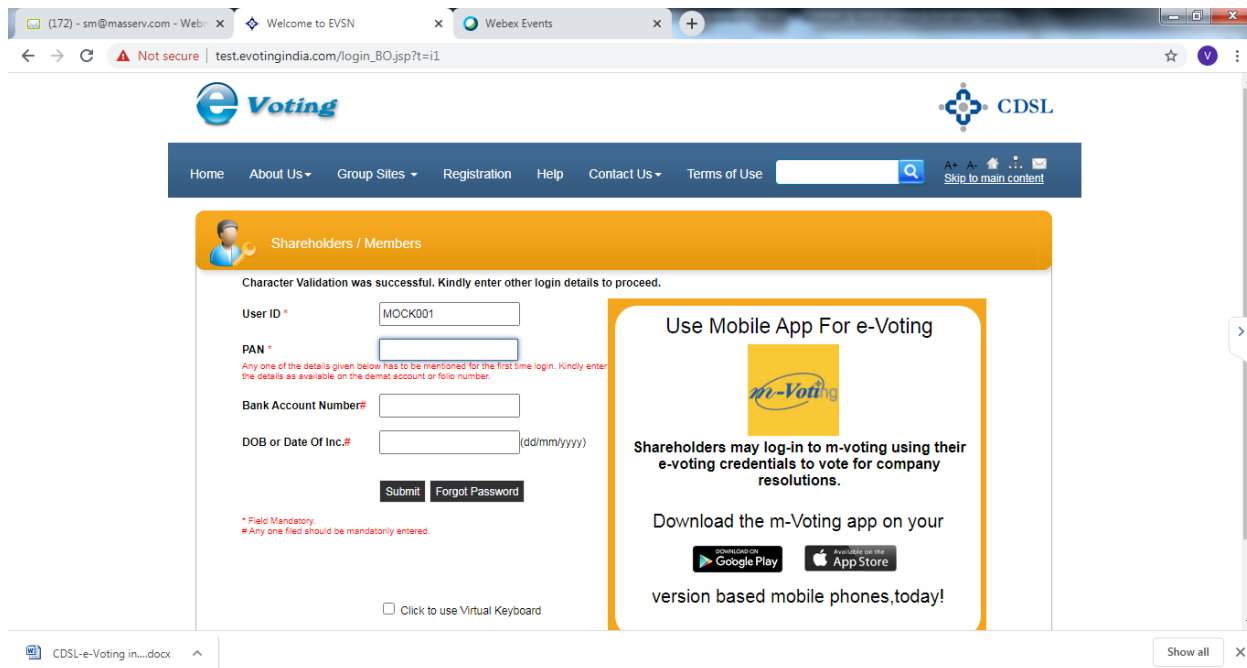 (172) - sm@masserv.com - Webm
Welcome to EVSN
Webex Events
Not secure | test.evotingindia.com/login_BO.jsp?t=i1
V
e Voting
CDSL
Home About Us Group Sites Registration Help Contact Us Terms of Use
A+ A-
Skip to main content
Shareholders / Members
Character Validation was successful. Kindly enter other login details to proceed.
User ID * MOCK001
PAN *
Any one of the details given below has to be mentioned for the first time login. Kindly enter
the details as available on the demat account or folio number.
Bank Account Number#
DOB or Date Of Inc.# (dd/mm/yyyy)
Submit Forgot Password
* Field Mandatory.
# Any one filed should be mandatorily entered.
Click to use Virtual Keyboard
Use Mobile App For e-Voting
m-Voting
Shareholders may log-in to m-voting using their
e-voting credentials to vote for company
resolutions.
Download the m-Voting app on your
DOWNLOAD ON
Google Play
Available on the
App Store
version based mobile phones,today!
CDSL-e-Voting in....docx
Show all